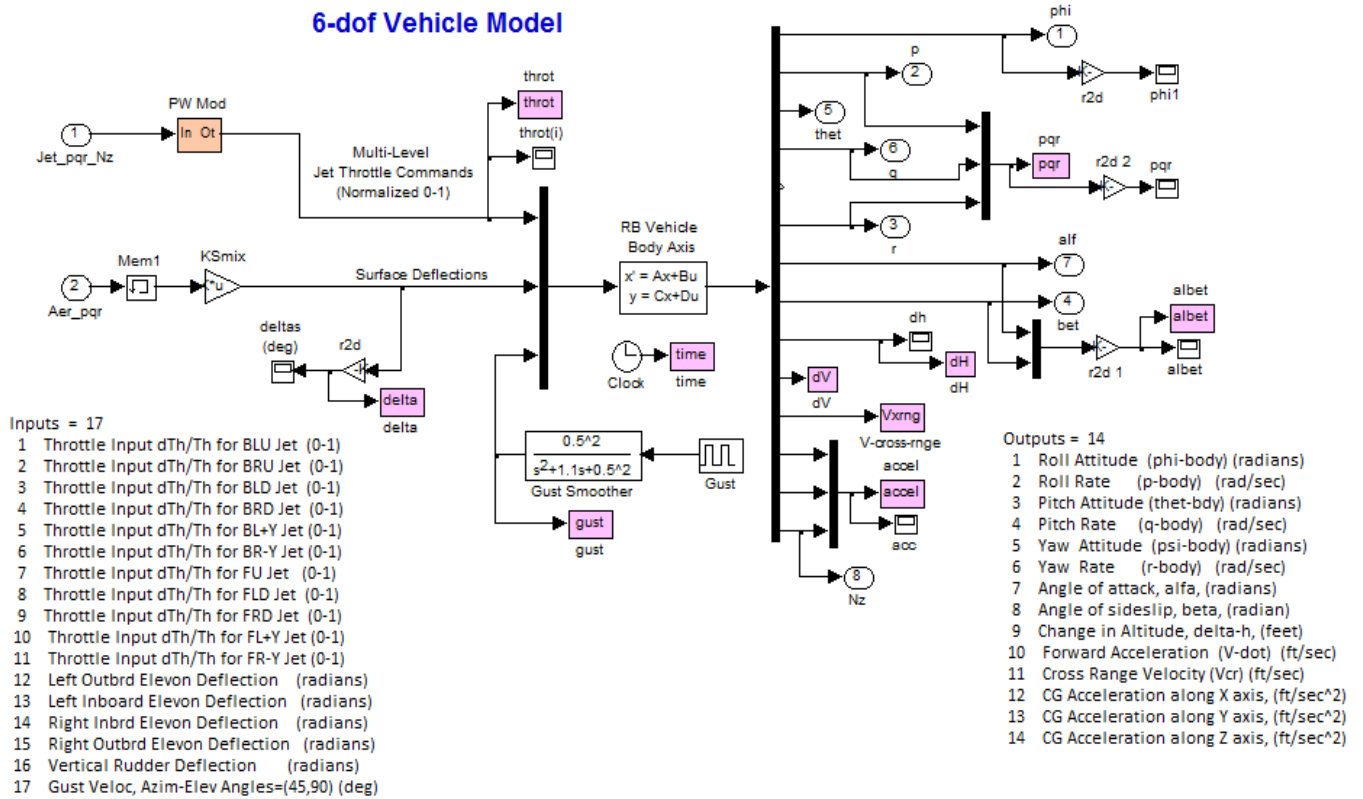 6-dof Vehicle Model
phi
1
r2d
phi1
p
2
throt
throt
throt(i)
5
thet
PW Mod
In Ot
1
Jet_pqr_Nz
Multi-Level
Jet Throttle Commands
(Normalized 0-1)
6
q
pqr
pqr
r2d 2
pqr
3
r
RB Vehicle
Body Axis
x' = Ax+Bu
y = Cx+Du
alf
7
Mem1
KSmix
*u
2
Aer_pqr
Surface Deflections
4
bet
albet
albet
r2d 1
albet
deltas
(deg)
r2d
delta
delta
Clock
time
time
dh
dH
dH
dV
dV
Vxrng
V-cross-rnge
0.5^2
s²+1.1s+0.5^2
Gust Smoother
Gust
gust
gust
accel
accel
acc
8
Nz
Inputs = 17
1 Throttle Input dTh/Th for BLU Jet (0-1)
2 Throttle Input dTh/Th for BRU Jet (0-1)
3 Throttle Input dTh/Th for BLD Jet (0-1)
4 Throttle Input dTh/Th for BRD Jet (0-1)
5 Throttle Input dTh/Th for BL+Y Jet (0-1)
6 Throttle Input dTh/Th for BR-Y Jet (0-1)
7 Throttle Input dTh/Th for FU Jet (0-1)
8 Throttle Input dTh/Th for FLD Jet (0-1)
9 Throttle Input dTh/Th for FRD Jet (0-1)
10 Throttle Input dTh/Th for FL+Y Jet (0-1)
11 Throttle Input dTh/Th for FR-Y Jet (0-1)
12 Left Outbrd Elevon Deflection (radians)
13 Left Inboard Elevon Deflection (radians)
14 Right Inbrd Elevon Deflection (radians)
15 Right Outbrd Elevon Deflection (radians)
16 Vertical Rudder Deflection (radians)
17 Gust Veloc, Azim-Elev Angles=(45,90) (deg)
Outputs = 14
1 Roll Attitude (phi-body) (radians)
2 Roll Rate (p-body) (rad/sec)
3 Pitch Attitude (thet-bdy) (radians)
4 Pitch Rate (q-body) (rad/sec)
5 Yaw Attitude (psi-body) (radians)
6 Yaw Rate (r-body) (rad/sec)
7 Angle of attack, alfa, (radians)
8 Angle of sideslip, beta, (radian)
9 Change in Altitude, delta-h, (feet)
10 Forward Acceleration (V-dot) (ft/sec)
11 Cross Range Velocity (Vcr) (ft/sec)
12 CG Acceleration along X axis, (ft/sec^2)
13 CG Acceleration along Y axis, (ft/sec^2)
14 CG Acceleration along Z axis, (ft/sec^2)